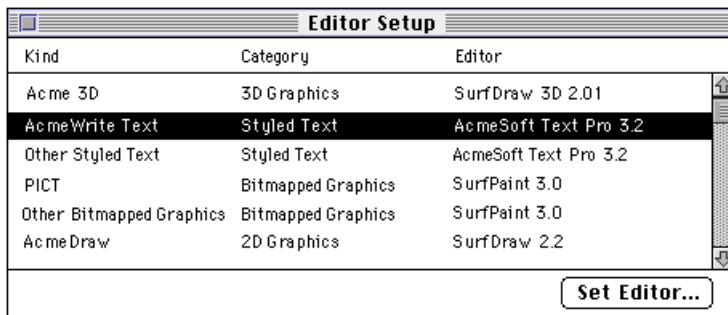 Editor Setup
Kind Category Editor
Acme 3D 3D Graphics SurfDraw 3D 2.01
AcmeWrite Text Styled Text AcmeSoft Text Pro 3.2
Other Styled Text Styled Text AcmeSoft Text Pro 3.2
PICT Bitmapped Graphics SurfPaint 3.0
Other Bitmapped Graphics Bitmapped Graphics SurfPaint 3.0
AcmeDraw 2D Graphics SurfDraw 2.2
Set Editor...